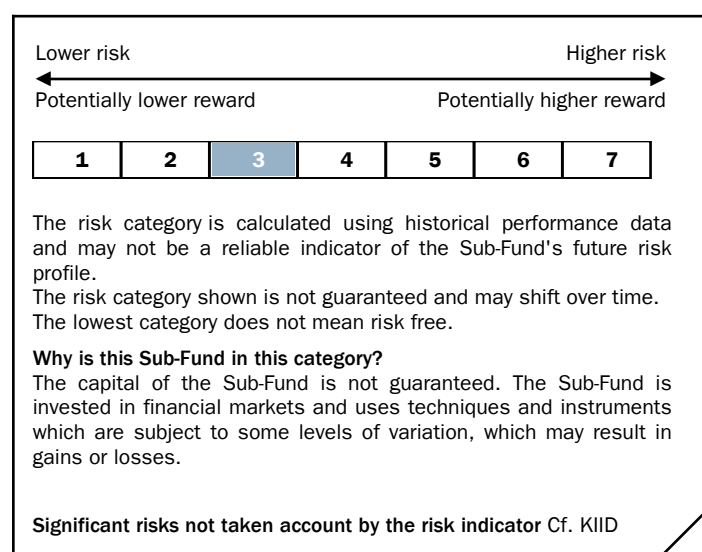 Lower risk Higher risk
Potentially lower reward Potentially higher reward
1 2 3 4 5 6 7
The risk category is calculated using historical performance data
and may not be a reliable indicator of the Sub-Fund's future risk
profile.
The risk category shown is not guaranteed and may shift over time.
The lowest category does not mean risk free.
Why is this Sub-Fund in this category?
The capital of the Sub-Fund is not guaranteed. The Sub-Fund is
invested in financial markets and uses techniques and instruments
which are subject to some levels of variation, which may result in
gains or losses.
Significant risks not taken account by the risk indicator Cf. KIID